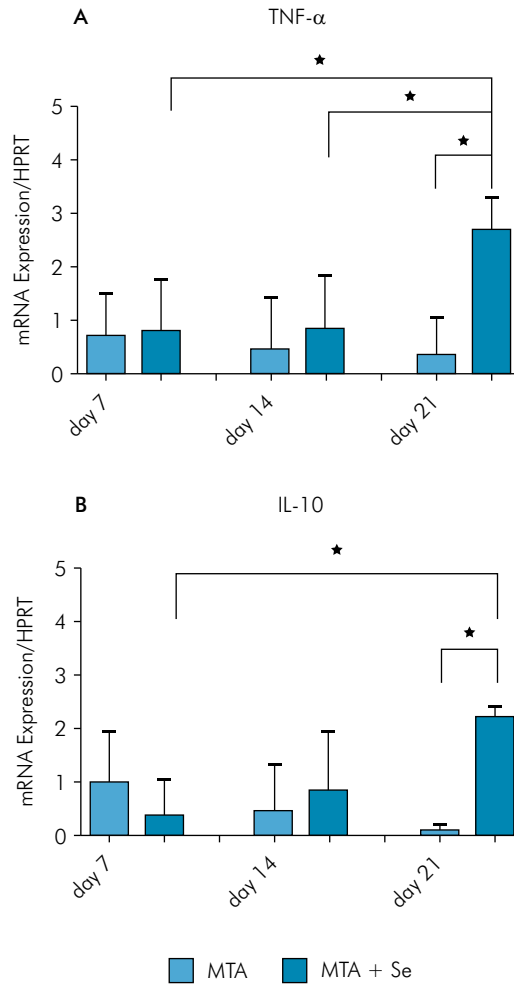 A
TNF-α
mRNA Expression/HPRT
5
4
3
2
1
0
day 7
day 14
day 21
B
IL-10
mRNA Expression/HPRT
5
4
3
2
1
0
day 7
day 14
day 21
MTA
MTA + Se